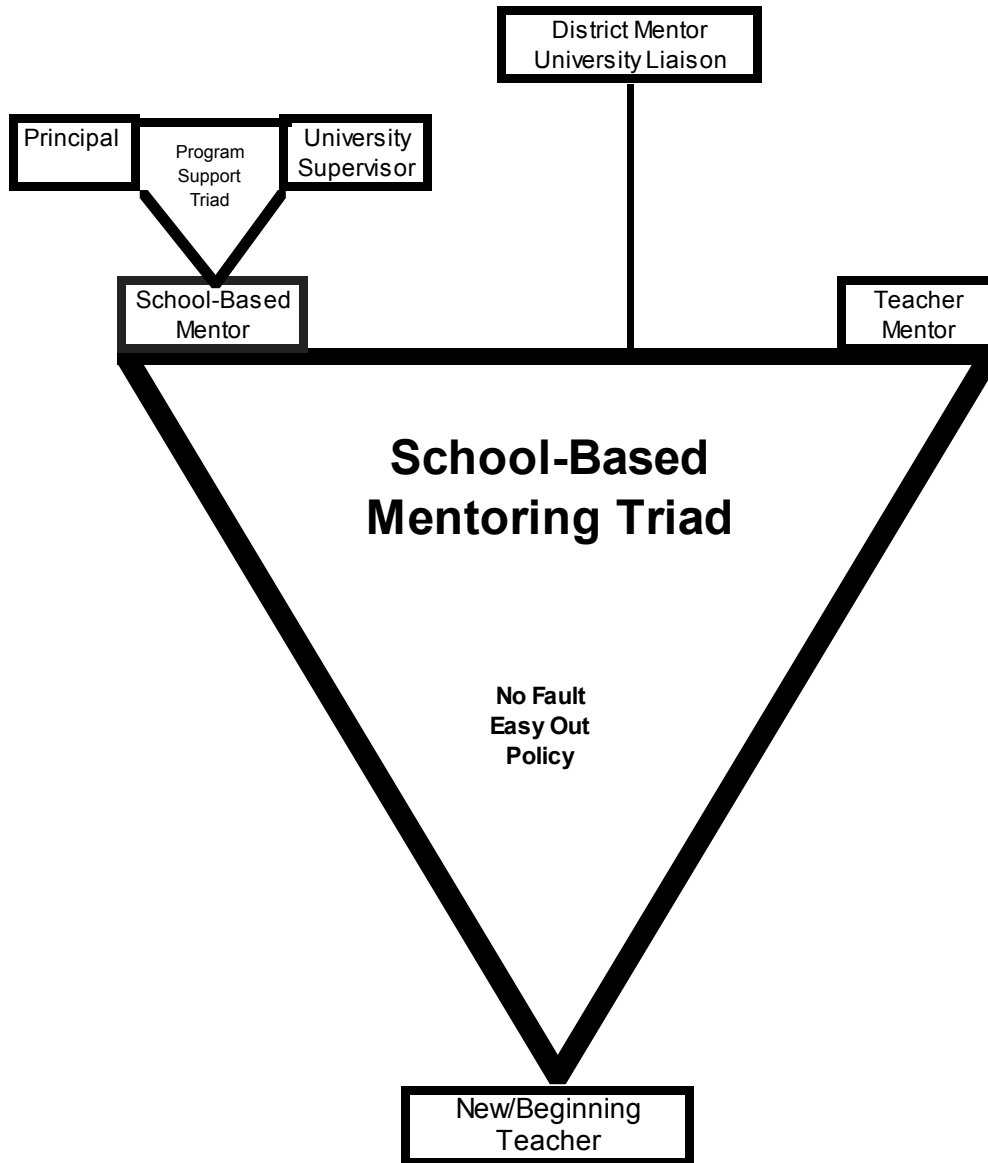 District Mentor
University Liaison
Principal
Program
Support
Triad
University
Supervisor
School-Based
Mentor
Teacher
Mentor
School-Based
Mentoring Triad
No Fault
Easy Out
Policy
New/Beginning
Teacher